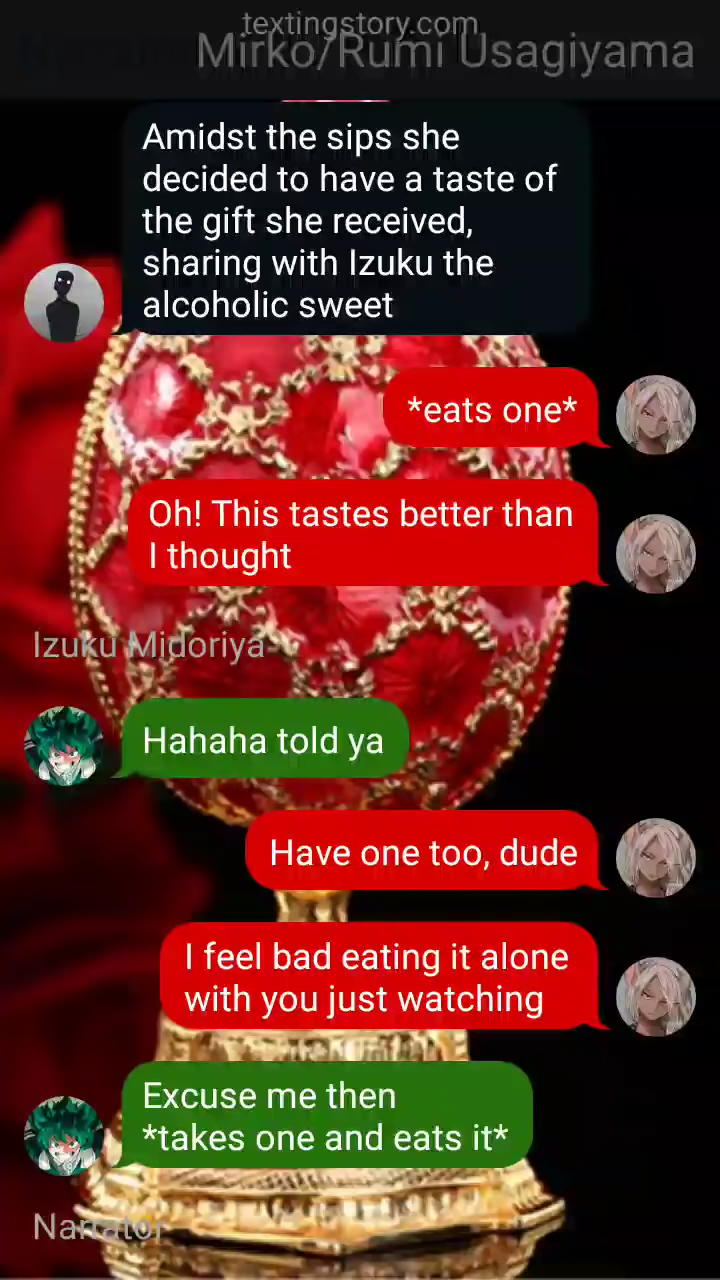 textingstory.com
Mirko/Rumi Usagiyama
Amidst the sips she
decided to have a taste of
the gift she received,
sharing with Izuku the
alcoholic sweet
*eats one*
Oh! This tastes better than
I thought
Izuku Midoriya
Hahaha told ya
Have one too, dude
I feel bad eating it alone
with you just watching
Excuse me then
*takes one and eats it*
Narrator